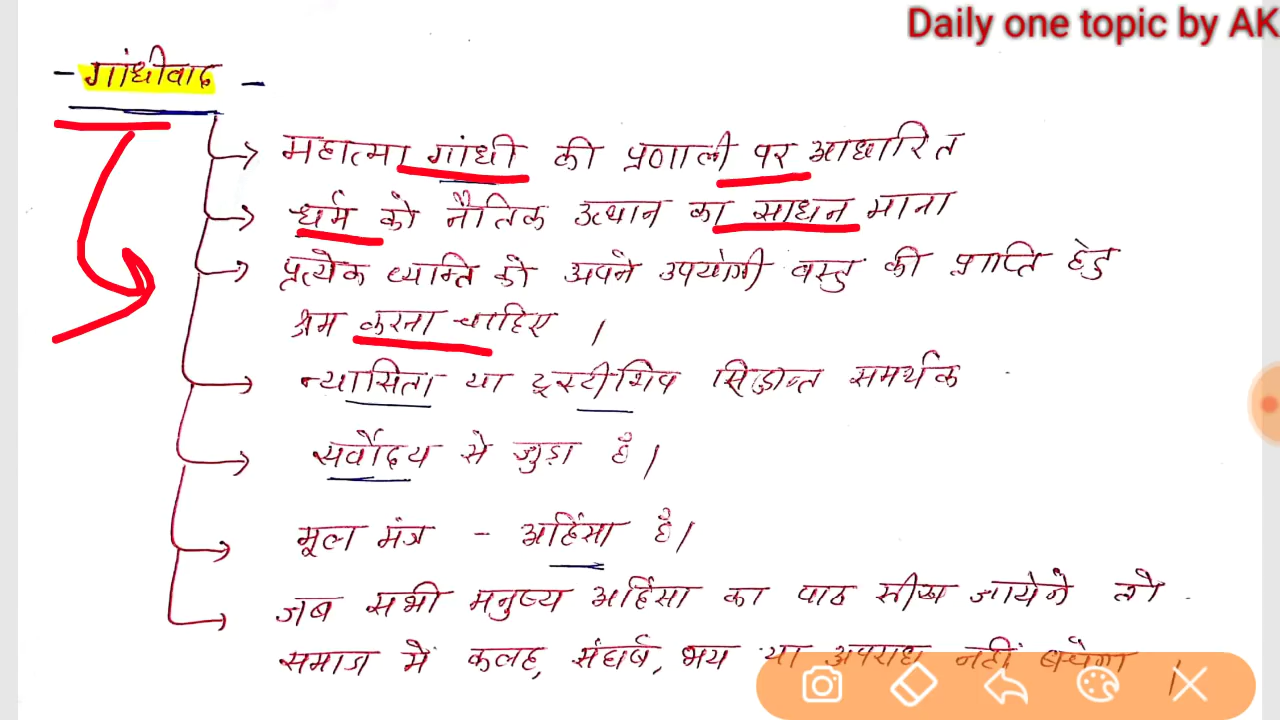 Daily one topic by AK
- गांधीवाद -
महात्मा गांधी की प्रणाली पर आधारित
धर्म को नैतिक उत्थान का साधन माना
प्रत्येक व्यक्ति को अपने उपयोगी वस्तु की प्राप्ति हेतु
श्रम करना चाहिए ।
न्यासिता या ट्रस्टीशिप सिद्धान्त समर्थक
सर्वोदय से जुड़ा है ।
मूल मंत्र - अहिंसा है ।
जब सभी मनुष्य अहिंसा का पाठ सीख जायेगे तो
समाज में कलह, संघर्ष, भय या अपराध नहीं बचेगा ।